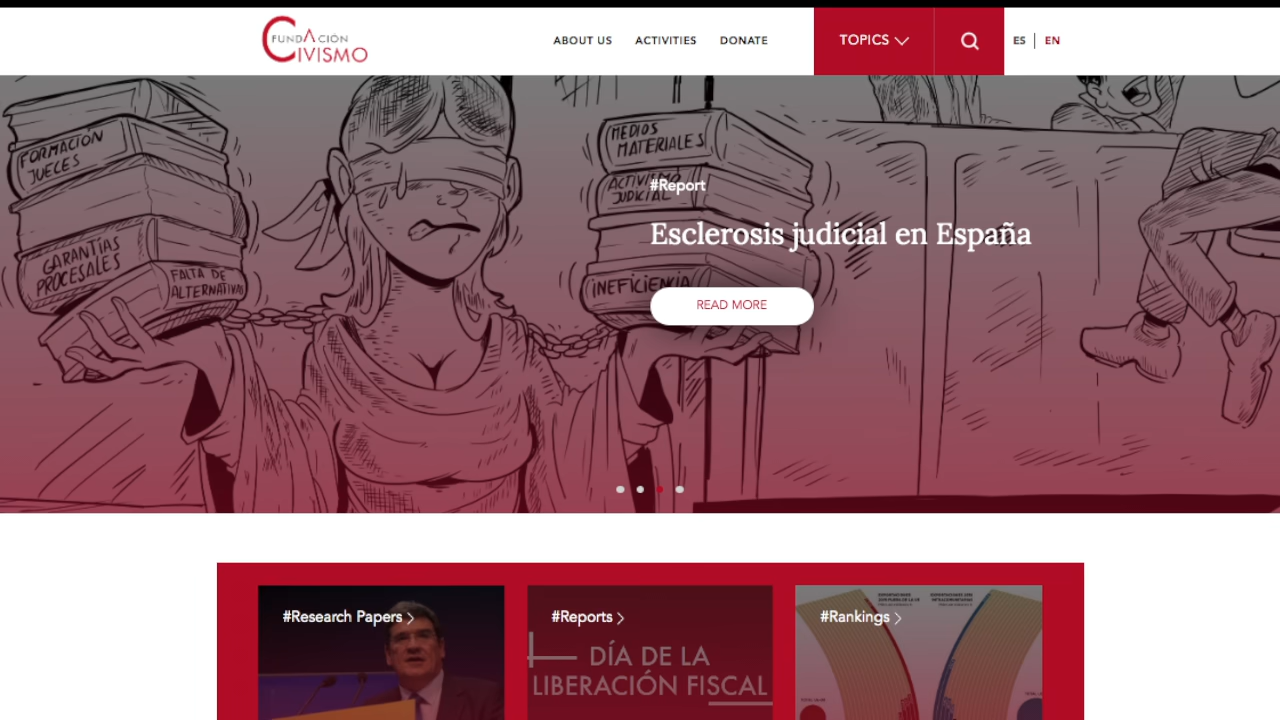 FUNDACIÓN
CIVISMO
ABOUT US
ACTIVITIES
DONATE
TOPICS
ES
EN
FORMACIÓN
JUECES
GARANTÍAS
PROCESALES
FALTA DE
ALTERNATIVAS
MEDIOS
MATERIALES
ACTIVISMO
JUDICIAL
INEFICIENCIA
#Report
Esclerosis judicial en España
READ MORE
#Research Papers
#Reports
DÍA DE LA
LIBERACIÓN FISCAL
#Rankings